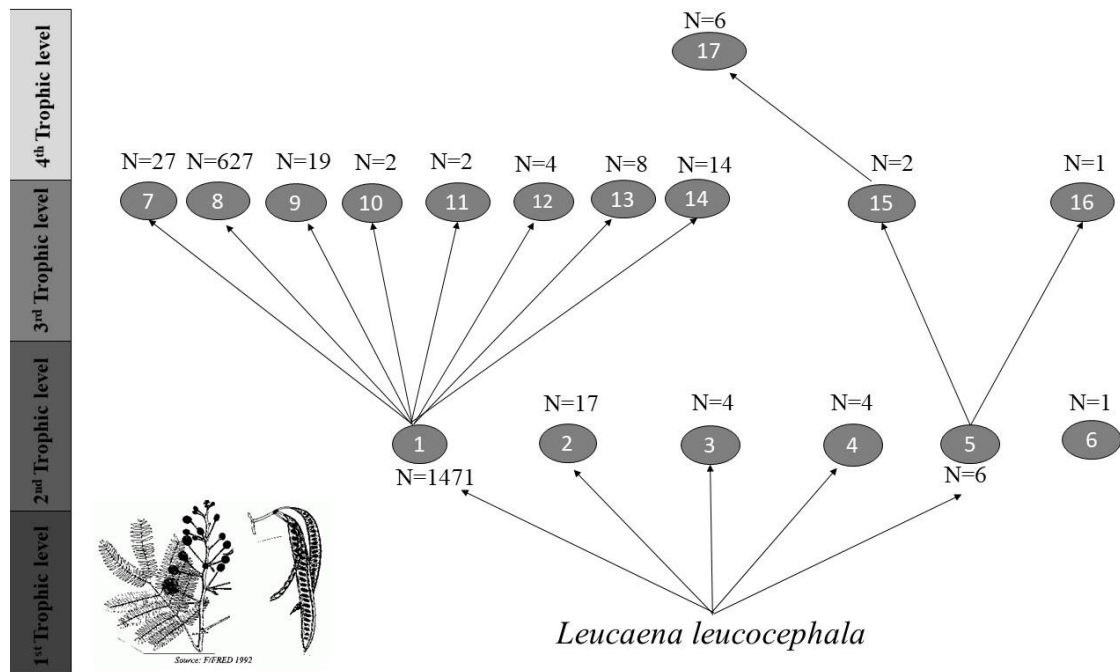 4th Trophic level
3rd Trophic level
2nd Trophic level
1st Trophic level
N=6
17
N=27 N=627 N=19 N=2 N=2 N=4 N=8 N=14 N=2 N=1
7 8 9 10 11 12 13 14 15 16
N=17 N=4 N=4 N=1
1 2 3 4 5 6
N=1471 N=6
Leucaena leucocephala
Source: F/FRED 1992